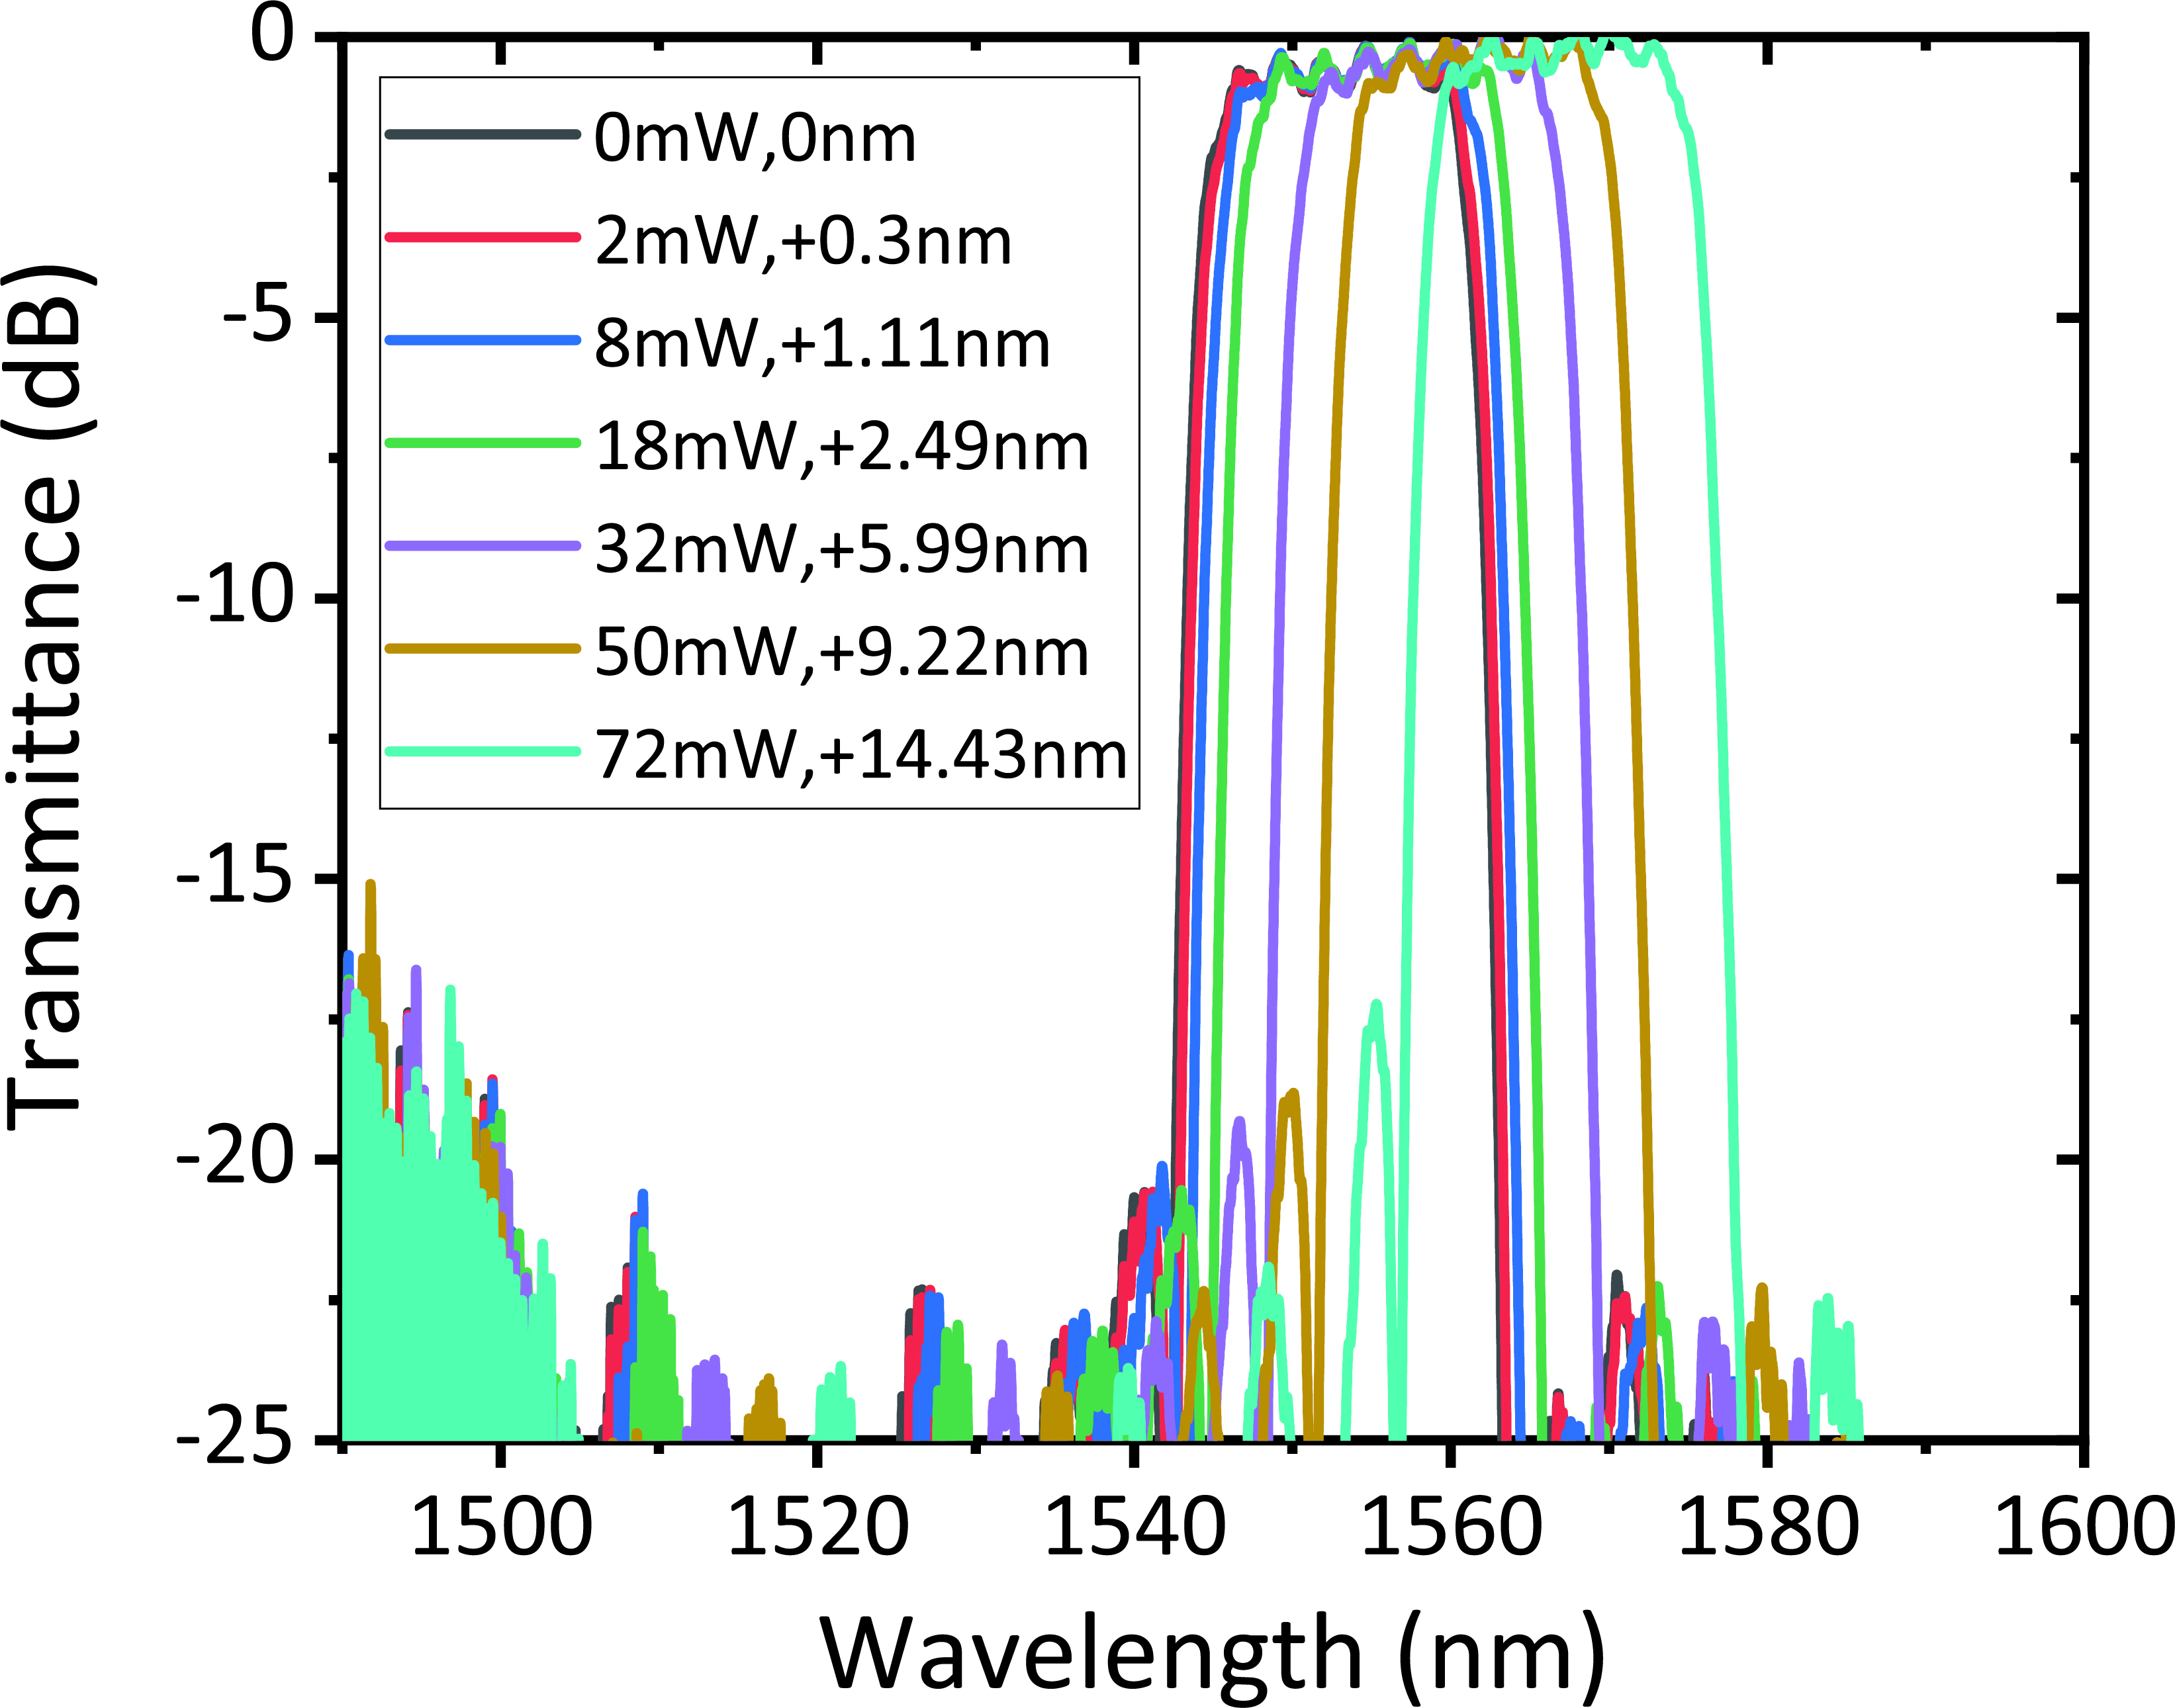 0
-5
-10
-15
-20
-25
Transmittance (dB)
0mW,0nm
2mW,+0.3nm
8mW,+1.11nm
18mW,+2.49nm
32mW,+5.99nm
50mW,+9.22nm
72mW,+14.43nm
1500 1520 1540 1560 1580 1600
Wavelength (nm)